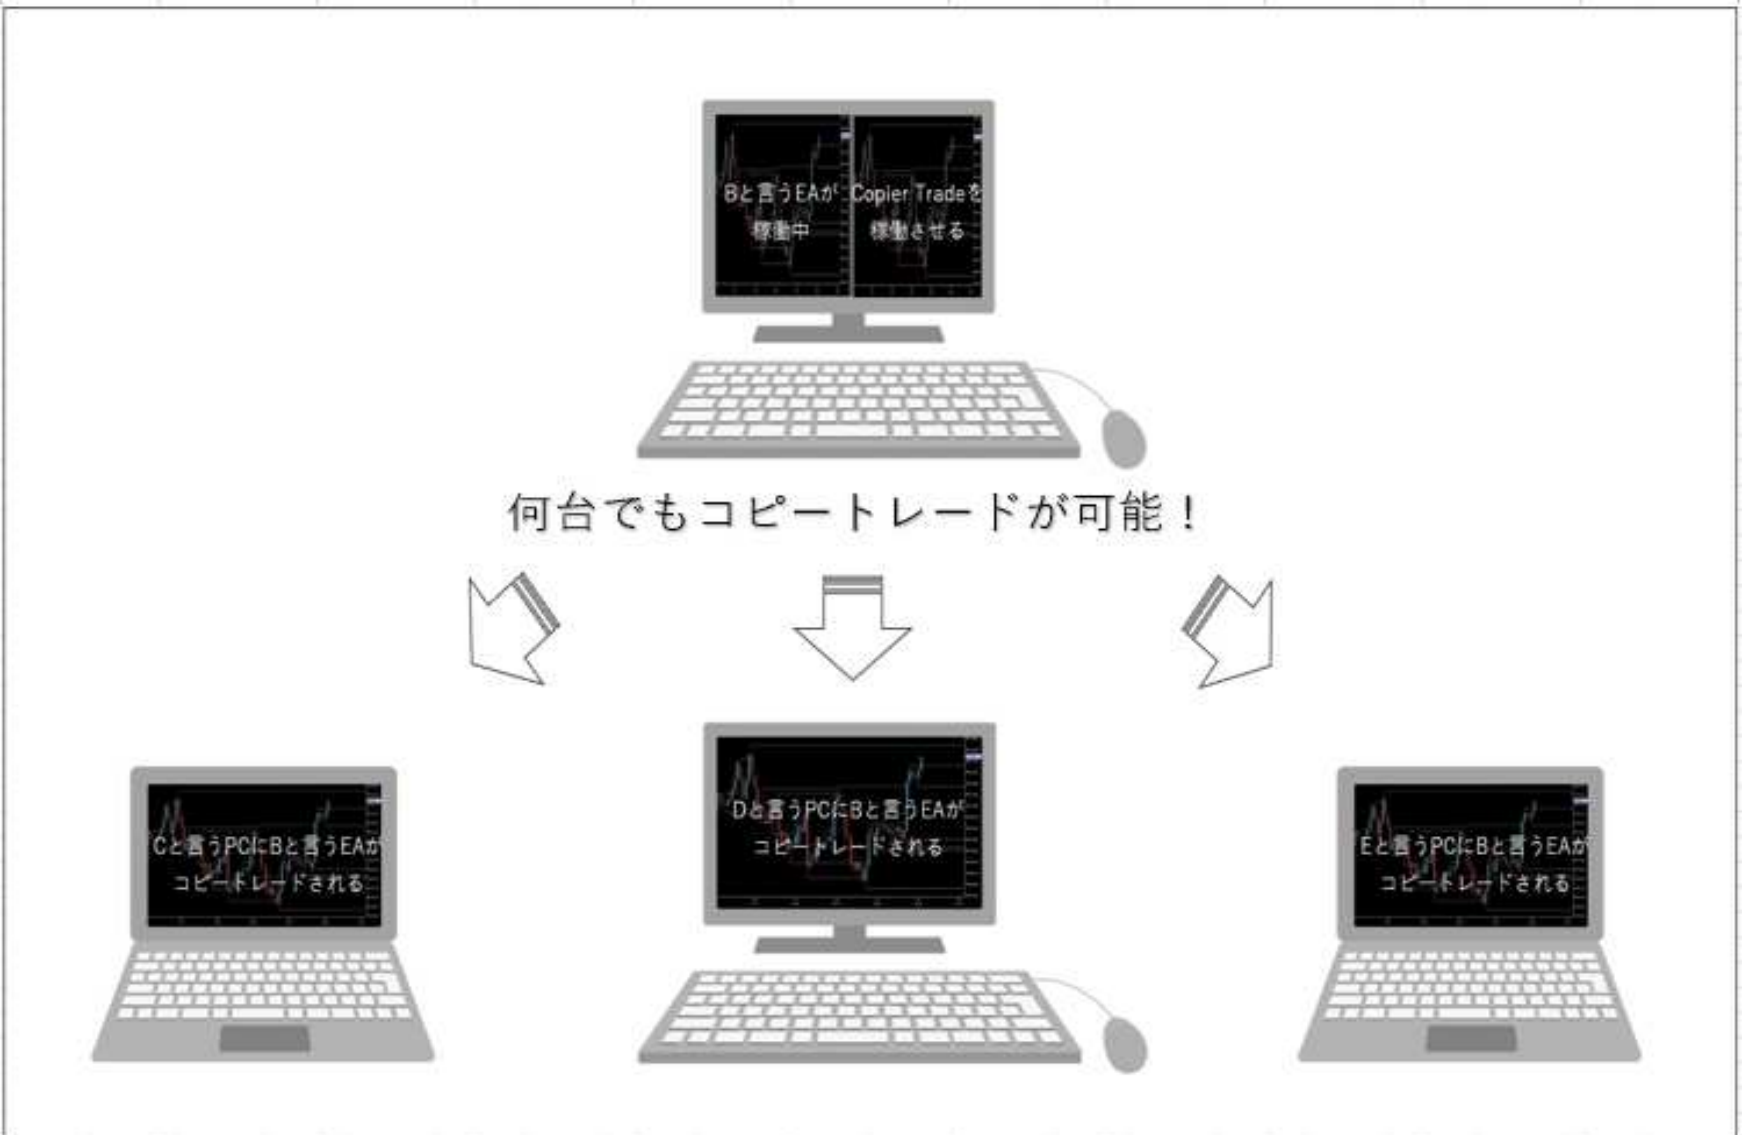 Bと言うEAが
稼働中
Copier Tradeを
稼働させる
何台でもコピートレードが可能！
Cと言うPCにBと言うEAが
コピートレードされる
Dと言うPCにBと言うEAが
コピートレードされる
Eと言うPCにBと言うEAが
コピートレードされる